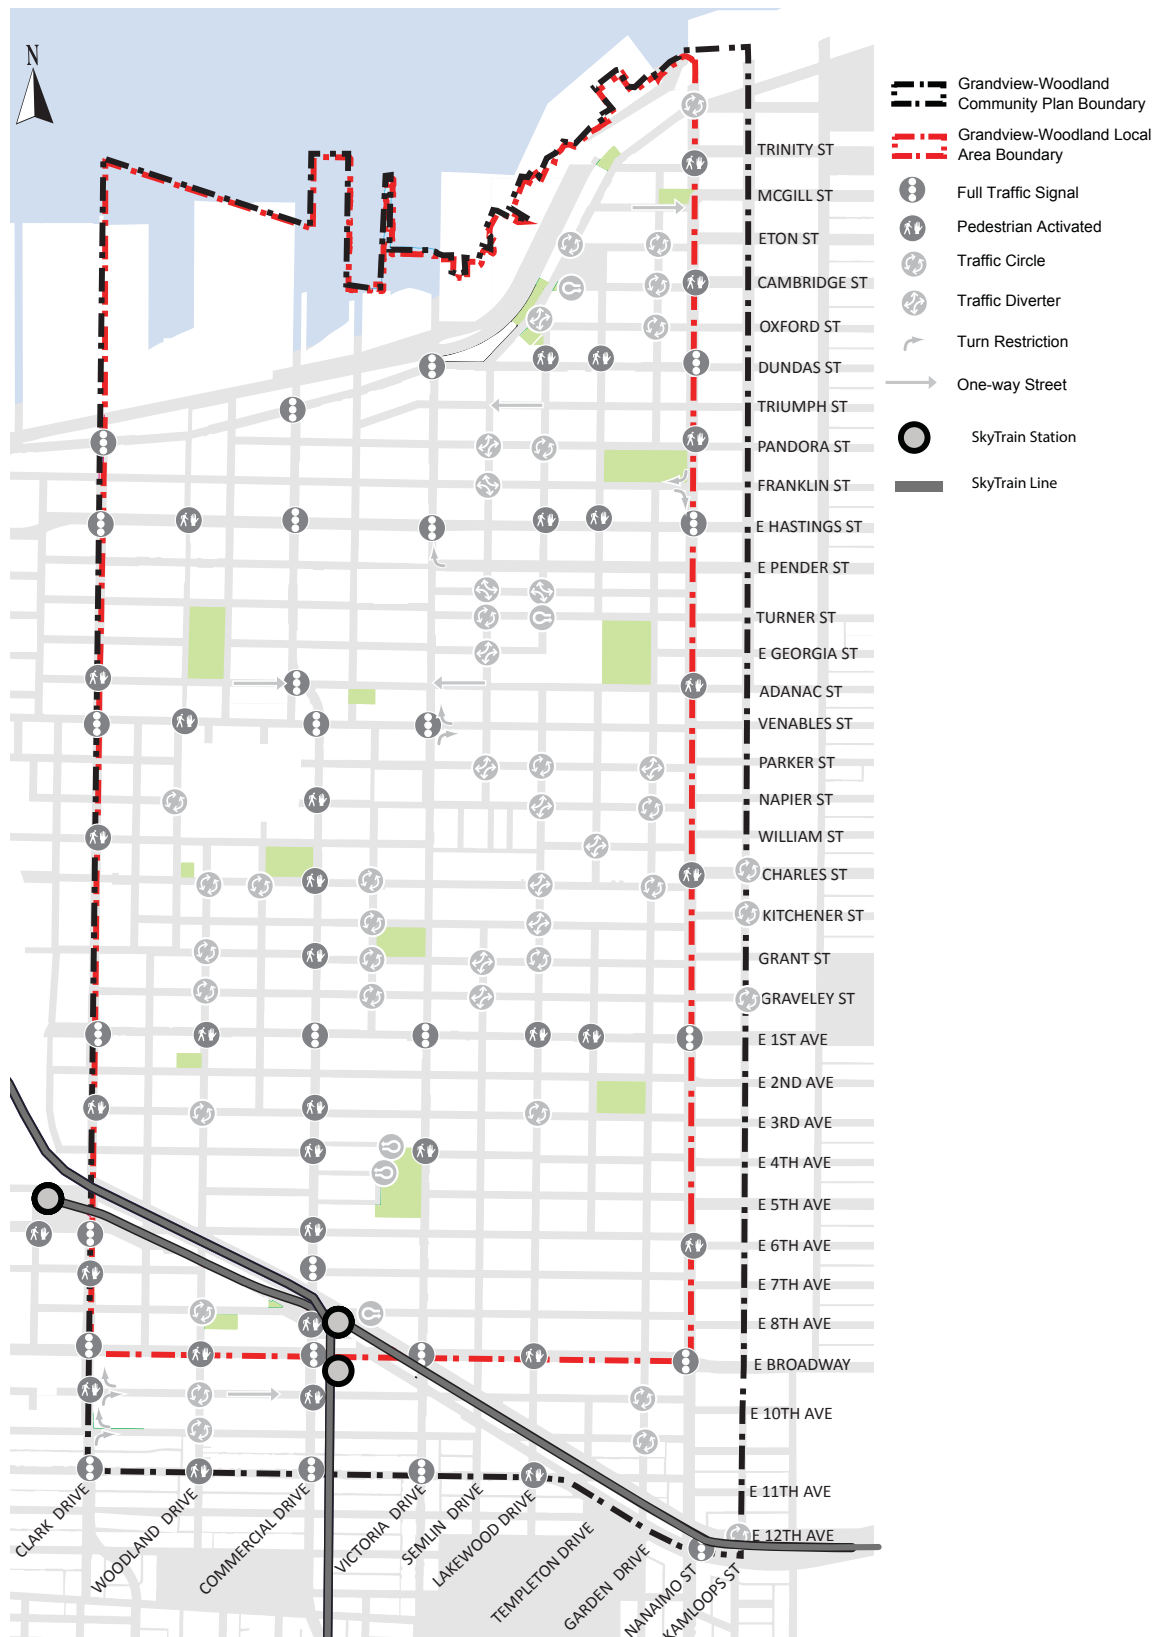 N
Grandview-Woodland
Community Plan Boundary
Grandview-Woodland Local
Area Boundary
Full Traffic Signal
Pedestrian Activated
Traffic Circle
Traffic Diverter
Turn Restriction
One-way Street
SkyTrain Station
SkyTrain Line
TRINITY ST
MCGILL ST
ETON ST
CAMBRIDGE ST
OXFORD ST
DUNDAS ST
TRIUMPH ST
PANDORA ST
FRANKLIN ST
E HASTINGS ST
E PENDER ST
TURNER ST
E GEORGIA ST
ADANAC ST
VENABLES ST
PARKER ST
NAPIER ST
WILLIAM ST
CHARLES ST
KITCHENER ST
GRANT ST
GRAVELEY ST
E 1ST AVE
E 2ND AVE
E 3RD AVE
E 4TH AVE
E 5TH AVE
E 6TH AVE
E 7TH AVE
E 8TH AVE
E BROADWAY
E 10TH AVE
E 11TH AVE
E 12TH AVE
CLARK DRIVE
WOODLAND DRIVE
COMMERCIAL DRIVE
VICTORIA DRIVE
SEMLIN DRIVE
LAKEWOOD DRIVE
TEMPLETON DRIVE
GARDEN DRIVE
NANAIMO ST
KAMLOOPS ST